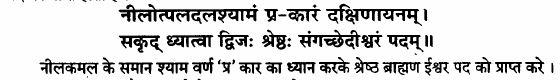 नीलोत्पलदलश्यामं प्र-कारं दक्षिणायनम्।
सकृद् ध्यात्वा द्विजः श्रेष्ठः संगच्छेदीश्वरं पदम्॥
नीलकमल के समान श्याम वर्ण 'प्र' कार का ध्यान करके श्रेष्ठ ब्राह्मण ईश्वर पद को प्राप्त करे ।